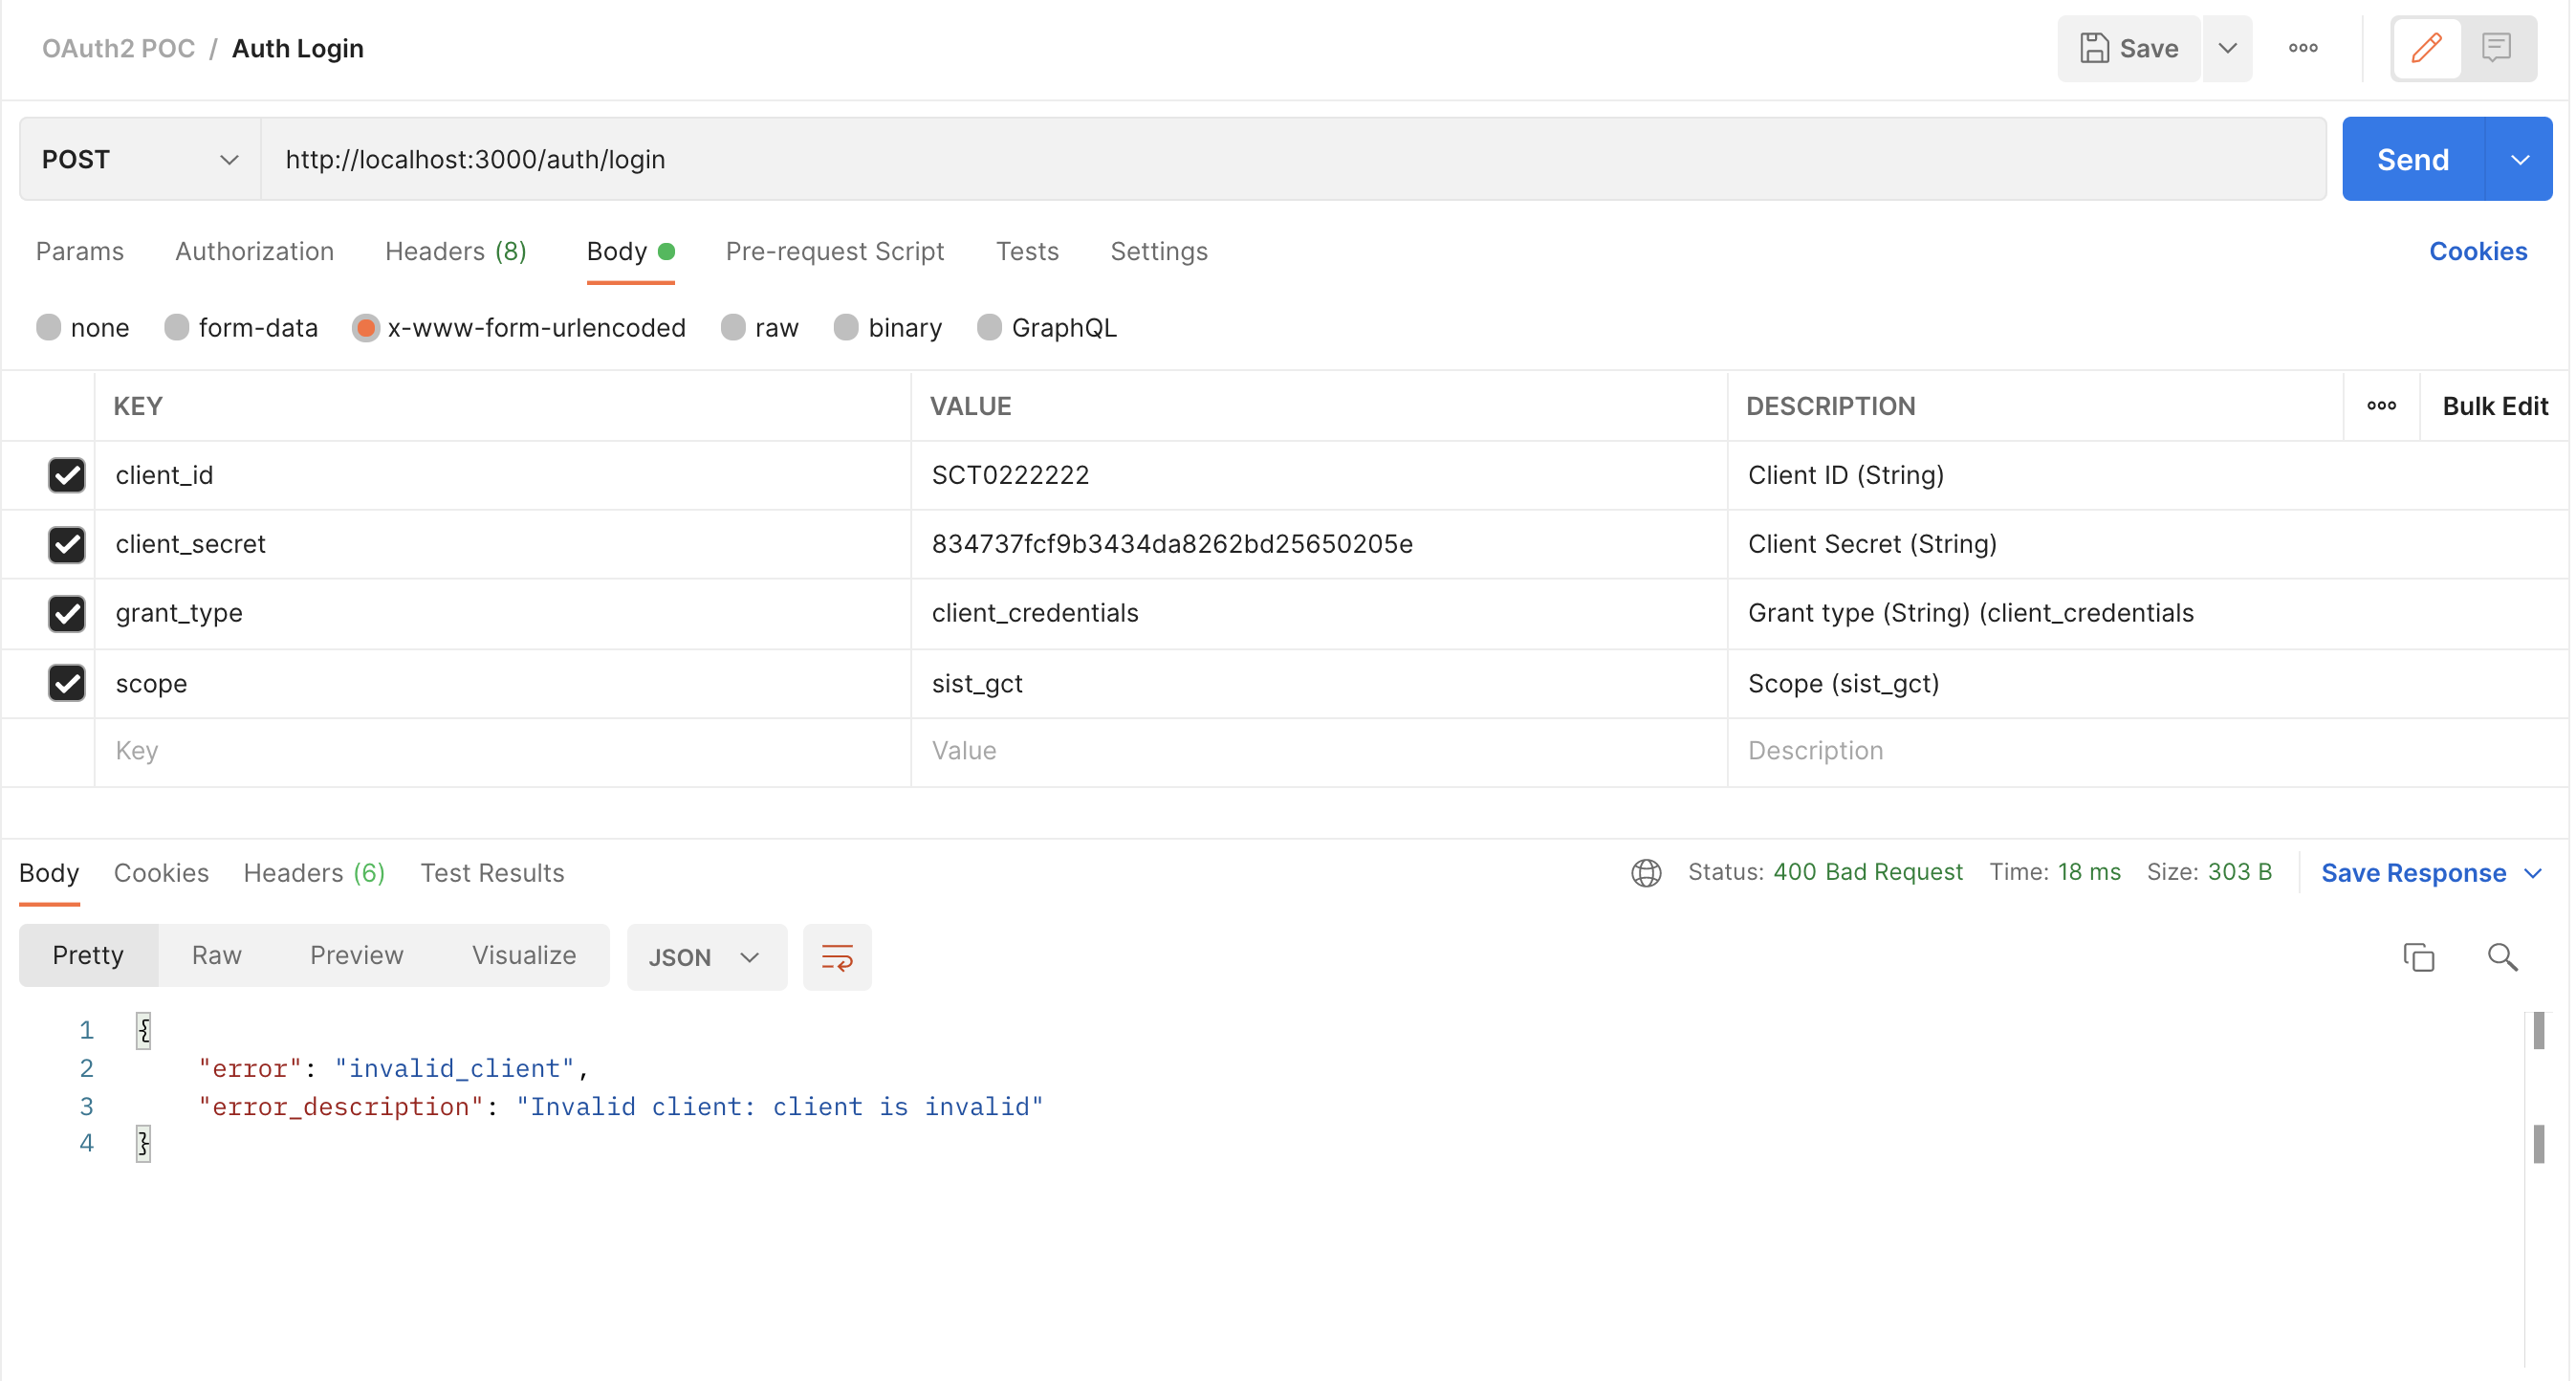 OAuth2 POC / Auth Login
Save
POST
http://localhost:3000/auth/login
Send
Params Authorization Headers (8) Body Pre-request Script Tests Settings Cookies
none form-data x-www-form-urlencoded raw binary GraphQL
KEY VALUE DESCRIPTION Bulk Edit
client_id SCT0222222 Client ID (String)
client_secret 834737fcf9b3434da8262bd25650205e Client Secret (String)
grant_type client_credentials Grant type (String) (client_credentials
scope sist_gct Scope (sist_gct)
Key Value Description
Body Cookies Headers (6) Test Results Status: 400 Bad Request Time: 18 ms Size: 303 B Save Response
Pretty Raw Preview Visualize JSON
1 {
2 "error": "invalid_client",
3 "error_description": "Invalid client: client is invalid"
4 }